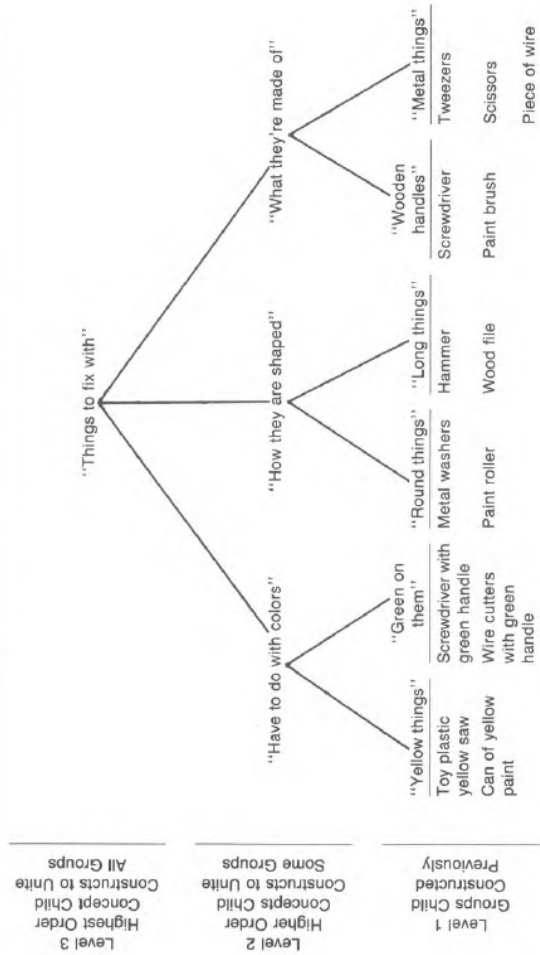 Level 3
Highest Order
Concept Child
Constructs to Unite
All Groups
"Things to fix with"
Level 2
Higher Order
Concepts Child
Constructs to Unite
Some Groups
"Have to do with colors"
"How they are shaped"
"What they're made of"
Level 1
Groups Child
Constructed
Previously
"Yellow things"
Toy plastic
yellow saw
Can of yellow
paint
"Green on
them"
Screwdriver with
green handle
Wire cutters
with green
handle
"Round things"
Metal washers
Paint roller
"Long things"
Hammer
Wood file
"Wooden
handles"
Screwdriver
Paint brush
"Metal things"
Tweezers
Scissors
Piece of wire